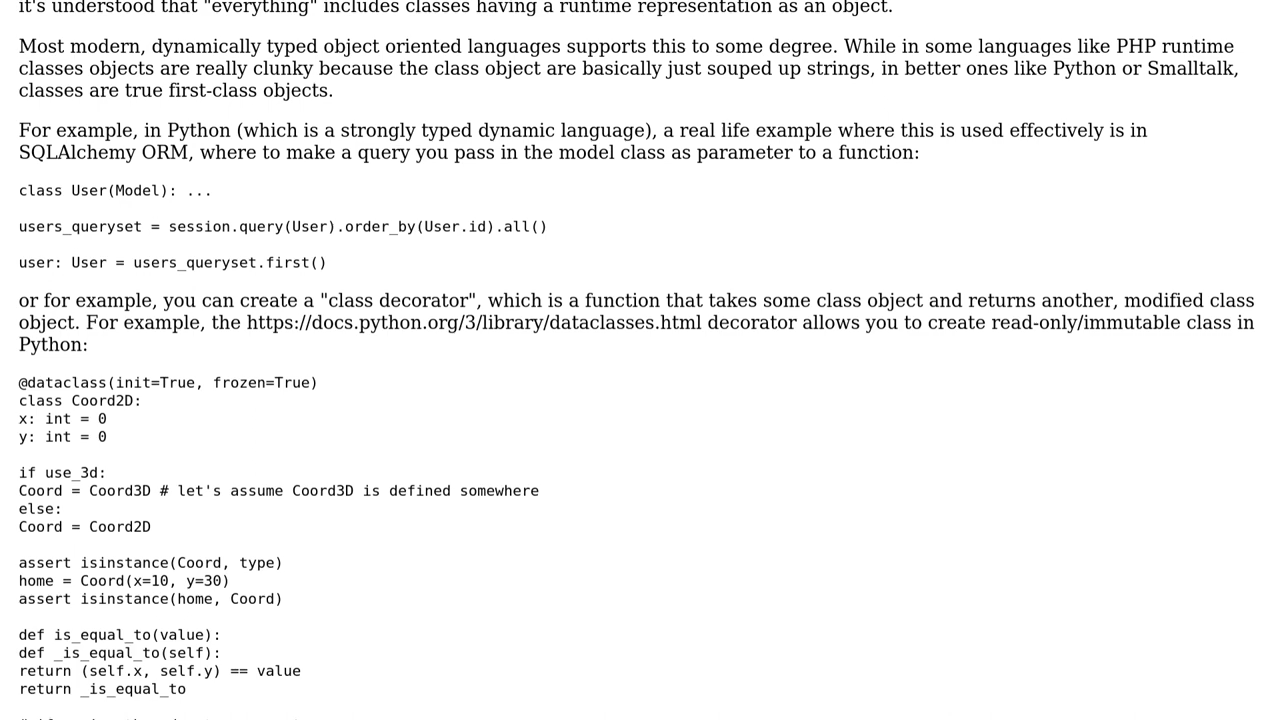 it's understood that "everything" includes classes having a runtime representation as an object.
Most modern, dynamically typed object oriented languages supports this to some degree. While in some languages like PHP runtime
classes objects are really clunky because the class object are basically just souped up strings, in better ones like Python or Smalltalk,
classes are true first-class objects.
For example, in Python (which is a strongly typed dynamic language), a real life example where this is used effectively is in
SQLAlchemy ORM, where to make a query you pass in the model class as parameter to a function:
class User(Model): ...
users_queryset = session.query(User).order_by(User.id).all()
user: User = users_queryset.first()
or for example, you can create a "class decorator", which is a function that takes some class object and returns another, modified class
object. For example, the https://docs.python.org/3/library/dataclasses.html decorator allows you to create read-only/immutable class in
Python:
@dataclass(init=True, frozen=True)
class Coord2D:
x: int = 0
y: int = 0
if use_3d:
Coord = Coord3D # let's assume Coord3D is defined somewhere
else:
Coord = Coord2D
assert isinstance(Coord, type)
home = Coord(x=10, y=30)
assert isinstance(home, Coord)
def is_equal_to(value):
def _is_equal_to(self):
return (self.x, self.y) == value
return _is_equal_to